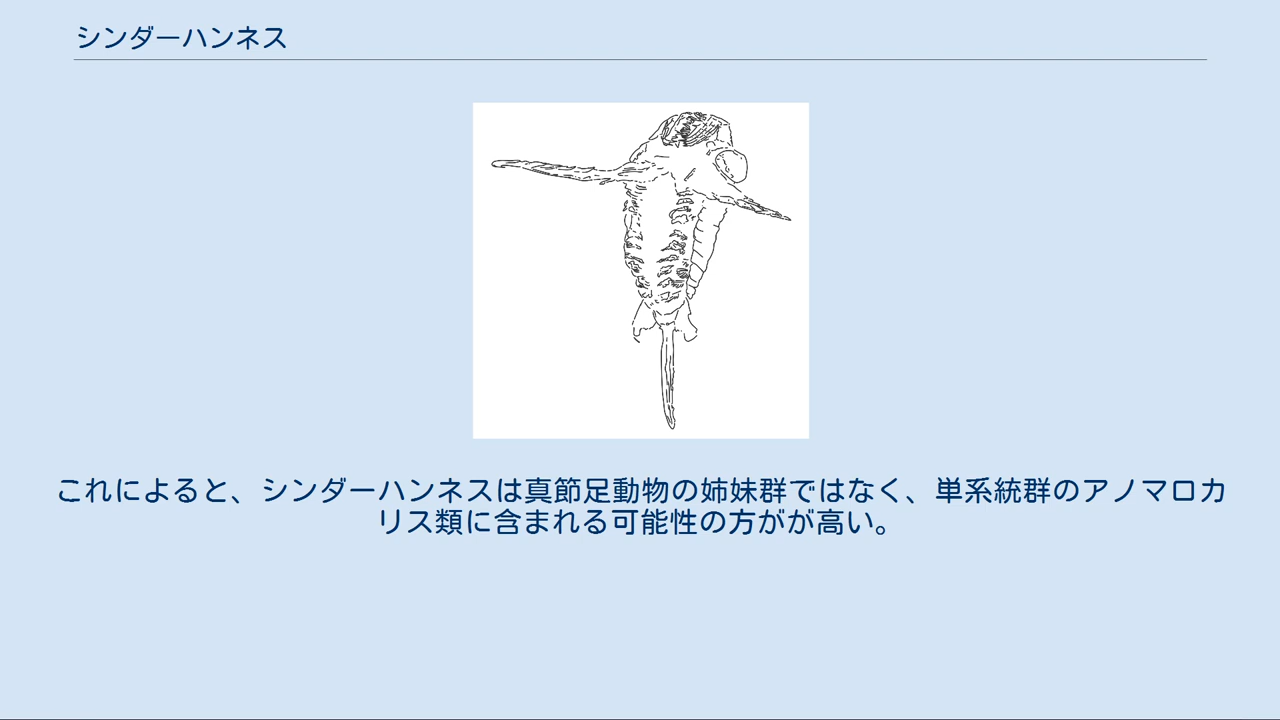 シンダーハンネス
これによると、シンダーハンネスは真節足動物の姉妹群ではなく、単系統群のアノマロカ
リス類に含まれる可能性の方がが高い。